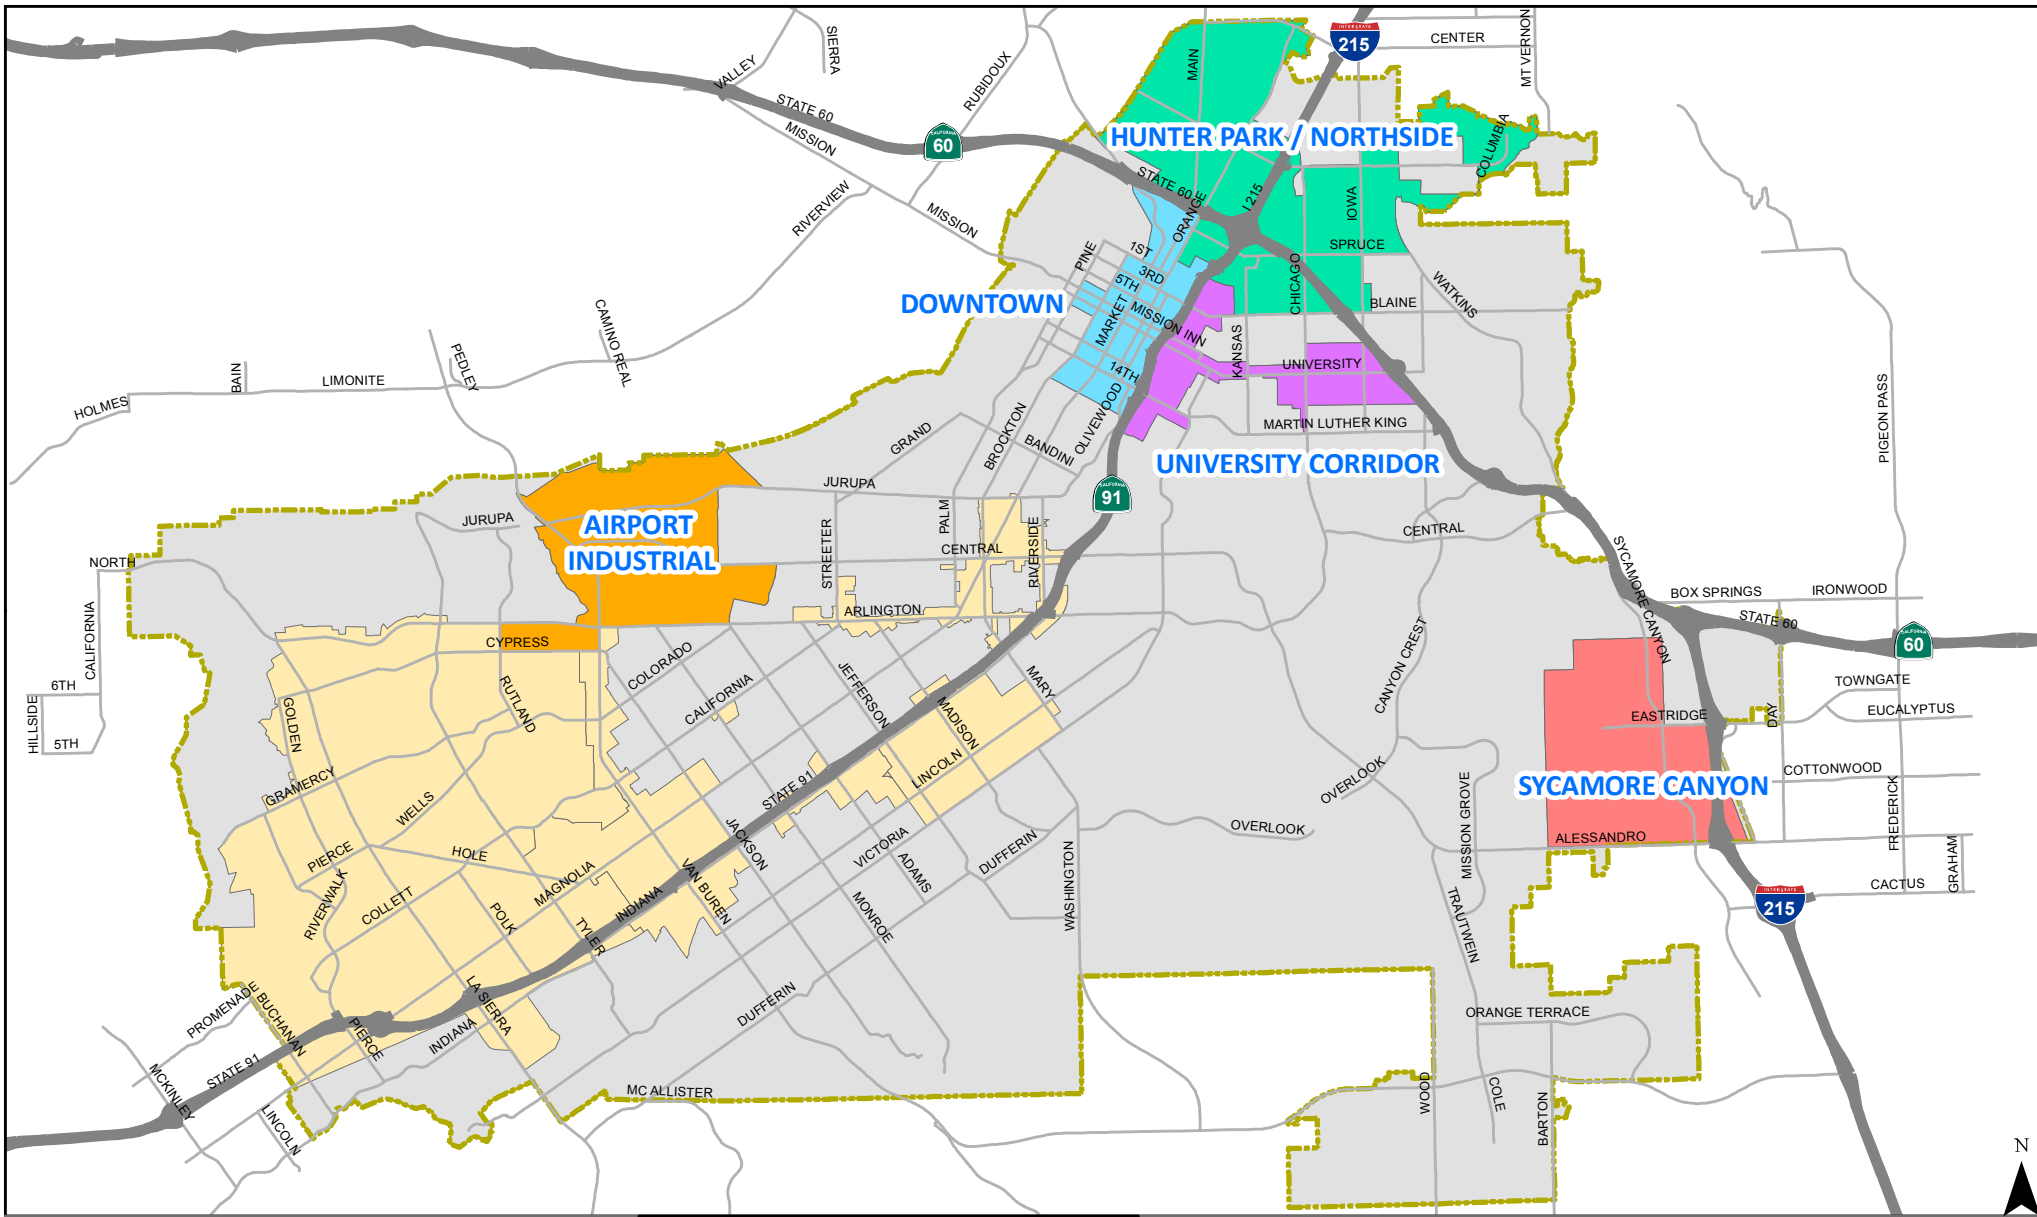 SIERRA
INTERSTATE
215
CENTER
MT VERNON
VALLEY
RUBIDOUX
MAIN
STATE 60
MISSION
CALIFORNIA
60
HUNTER PARK / NORTHSIDE
COLUMBIA
STATE 60
RIVERVIEW
MISSION
ORANGE
I 215
IOWA
SPRUCE
PINE
1ST
3RD
5TH
CHICAGO
WATKINS
DOWNTOWN
MARKET
MISSION INN
BLAINE
CAMINO REAL
KANSAS
UNIVERSITY
14TH
PEDLEY
BAIN
LIMONITE
HOLMES
PIGEON PASS
OLIVEWOOD
MARTIN LUTHER KING
GRAND
BROCKTON
BANDINI
UNIVERSITY CORRIDOR
JURUPA
CALIFORNIA
91
JURUPA
AIRPORT
INDUSTRIAL
STREETER
PALM
CENTRAL
RIVERSIDE
CENTRAL
NORTH
SYCAMORE CANYON
BOX SPRINGS
IRONWOOD
CALIFORNIA
ARLINGTON
STATE 60
CALIFORNIA
60
CYPRESS
COLORADO
CALIFORNIA
JEFFERSON
MARY
CANYON CREST
6TH
HILLSIDE
5TH
GOLDEN
RUTLAND
MADISON
TOWNGATE
EUCALYPTUS
DAY
EASTRIDGE
LINCOLN
COTTONWOOD
SYCAMORE CANYON
GRAMERCY
WELLS
STATE 91
OVERLOOK
MISSION GROVE
FREDERICK
OVERLOOK
ALESSANDRO
JACKSON
VICTORIA
ADAMS
DUFFERIN
WASHINGTON
GRAHAM
PIERCE
HOLE
MAGNOLIA
VAN BUREN
CACTUS
RIVERWALK
COLLETT
POLK
TYLER
INDIANA
MONROE
TRAUTWEIN
INTERSTATE
215
PROMENADE
BUCHANAN
LA SIERRA
DUFFERIN
ORANGE TERRACE
PIERCE
INDIANA
STATE 91
MCKINLEY
LINCOLN
MC ALLISTER
WOOD
COLE
BARTON
N